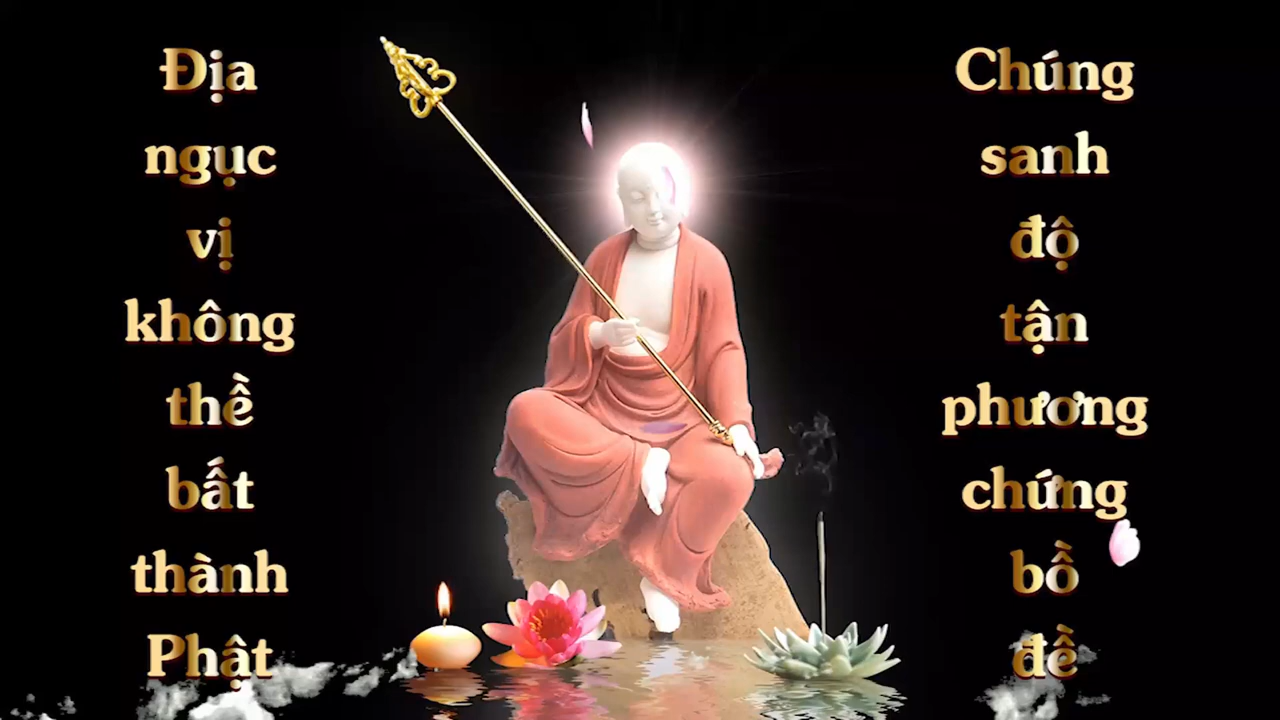 Địa
ngục
vị
không
thề
bất
thành
Phật
Chúng
sanh
độ
tận
phương
chứng
bồ
đề